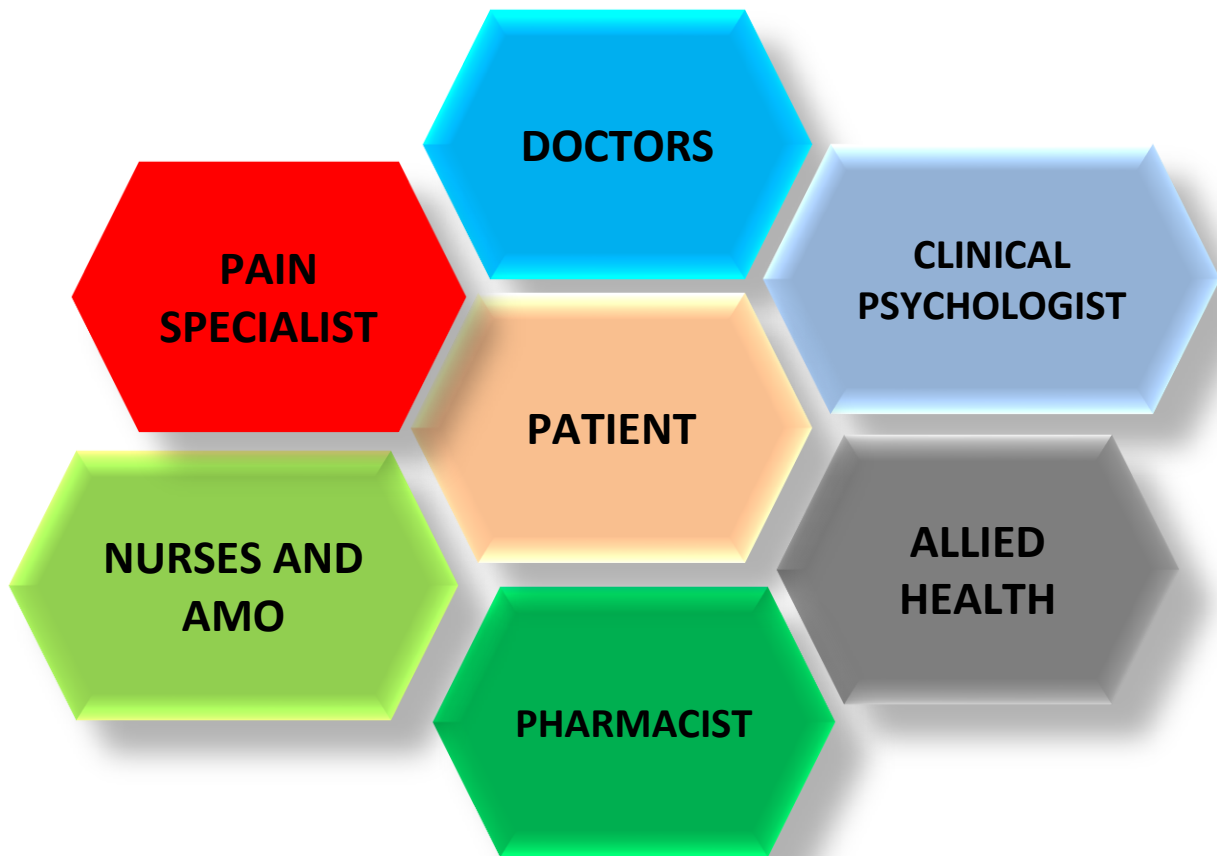 DOCTORS
PAIN
SPECIALIST
CLINICAL
PSYCHOLOGIST
PATIENT
NURSES AND
AMO
ALLIED
HEALTH
PHARMACIST